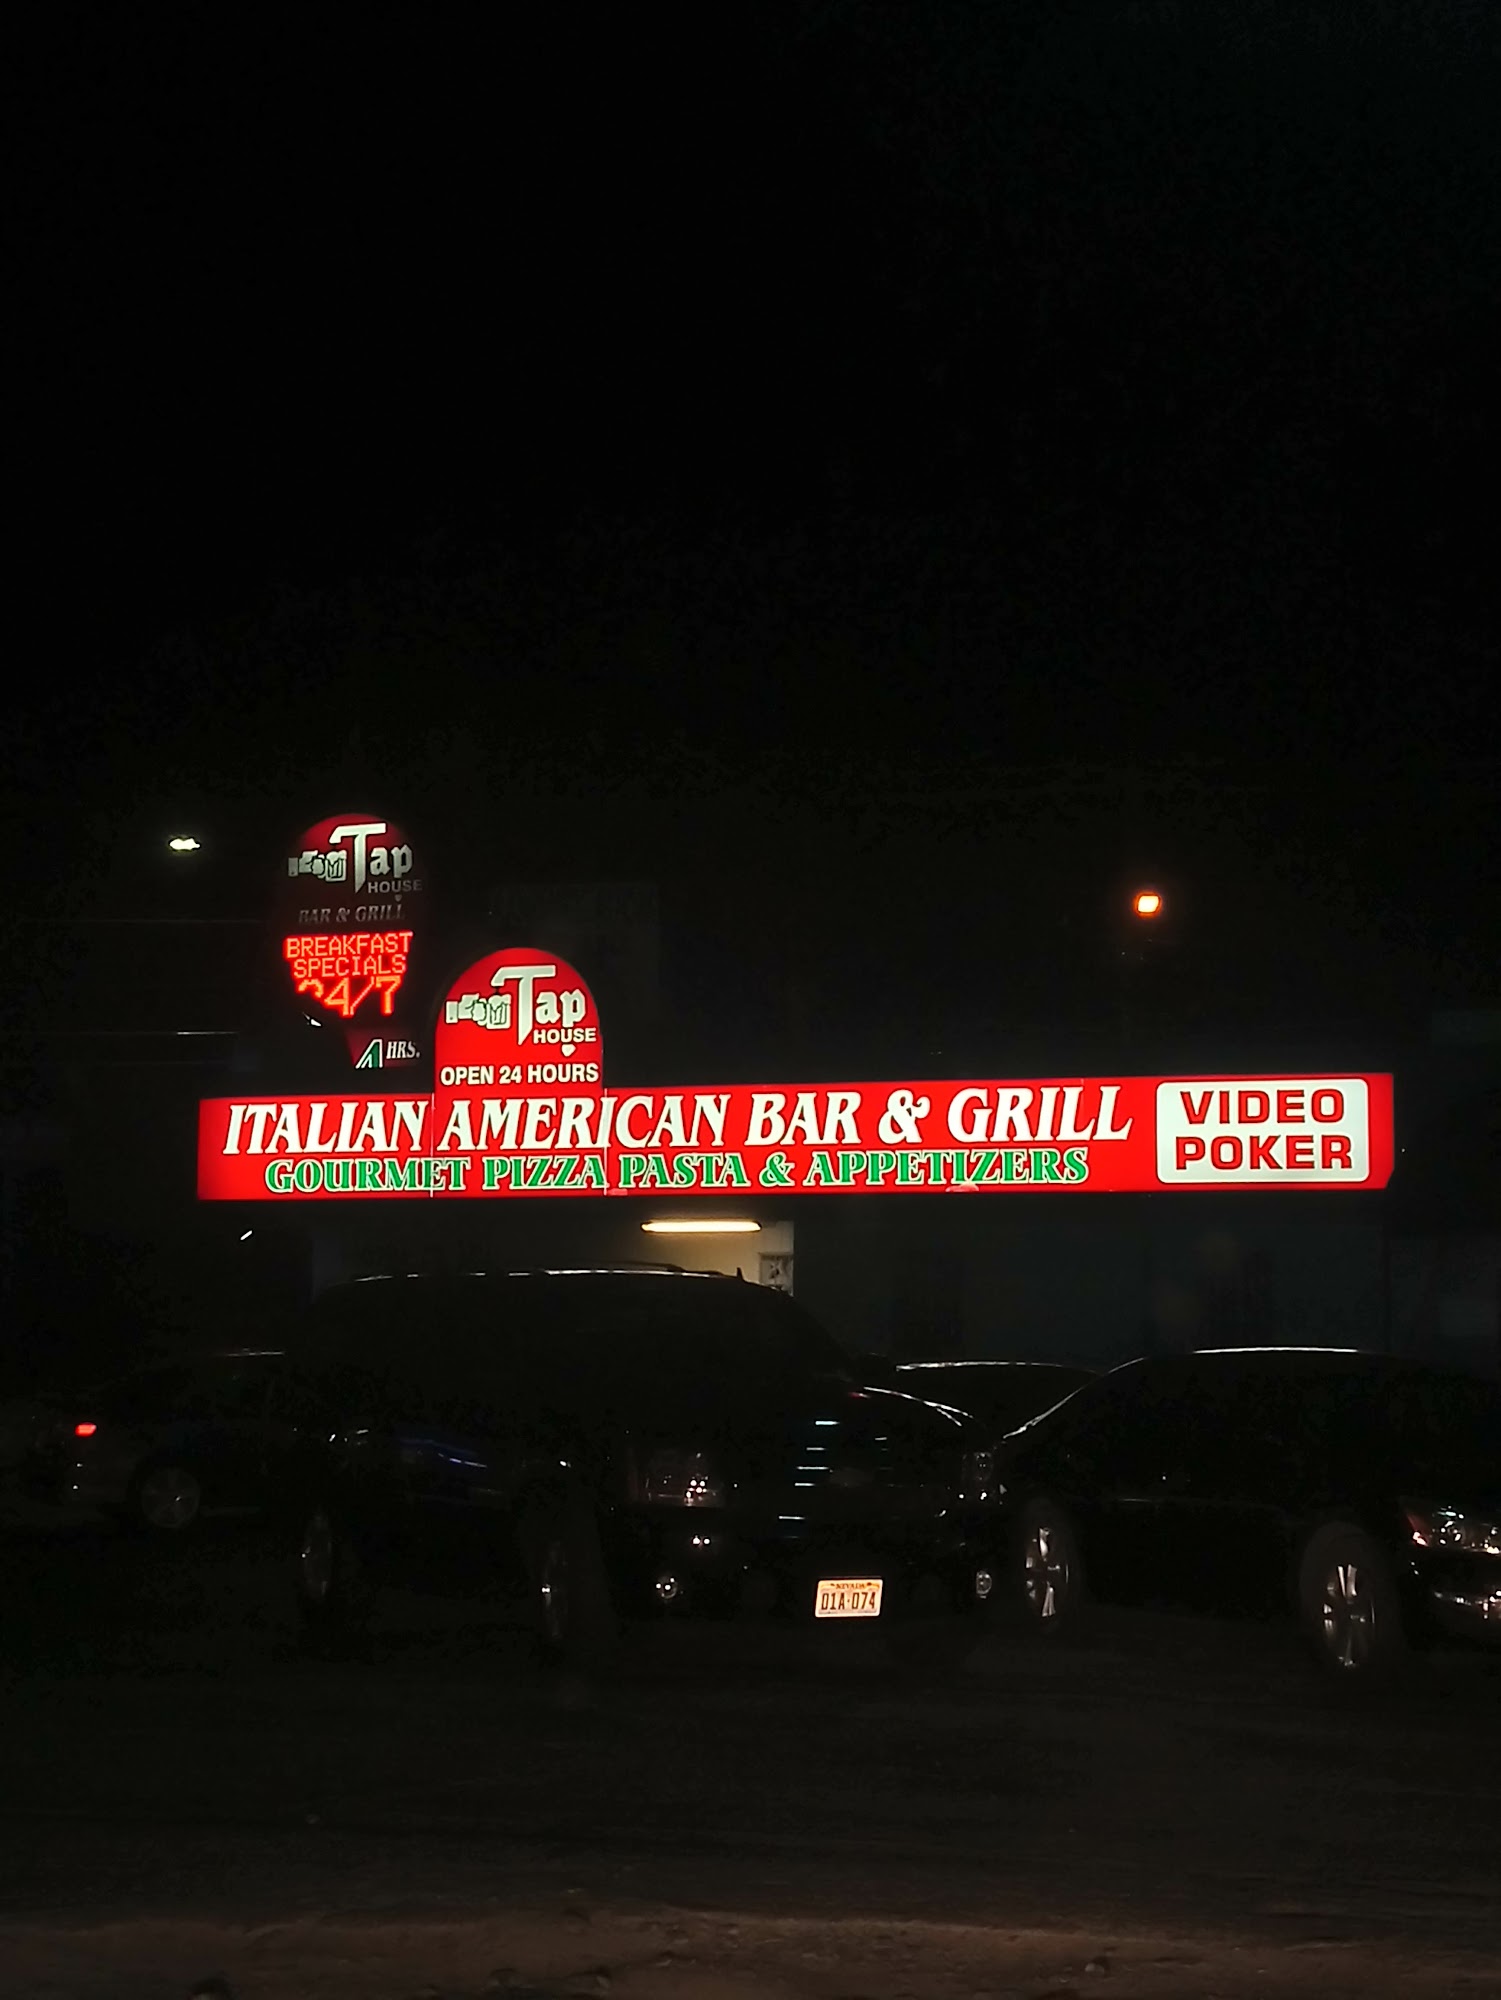 Tap
HOUSE
BAR & GRILL
BREAKFAST
SPECIALS
24/7
HRS.
Tap
HOUSE
OPEN 24 HOURS
ITALIAN AMERICAN BAR & GRILL
GOURMET PIZZA PASTA & APPETIZERS
VIDEO
POKER
NEVADA
01A·074